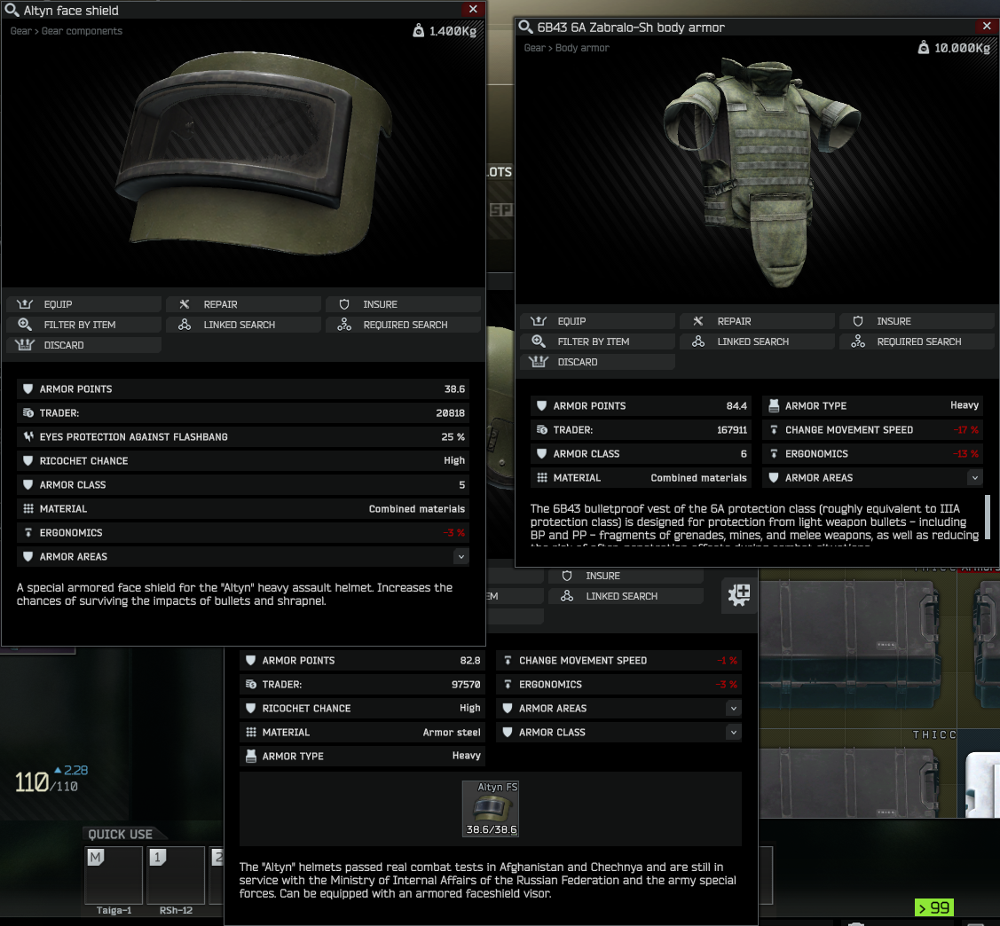 Altyn face shield
Gear > Gear components
1.400Kg
EQUIP
REPAIR
INSURE
FILTER BY ITEM
LINKED SEARCH
REQUIRED SEARCH
DISCARD
ARMOR POINTS 38.6
TRADER: 20818
EYES PROTECTION AGAINST FLASHBANG 25 %
RICOCHET CHANCE High
ARMOR CLASS 5
MATERIAL Combined materials
ERGONOMICS -3 %
ARMOR AREAS
A special armored face shield for the "Altyn" heavy assault helmet. Increases the
chances of surviving the impacts of bullets and shrapnel.
LOTS
SP
6B43 6A Zabralo-Sh body armor
Gear > Body armor
10.000Kg
EQUIP
REPAIR
INSURE
FILTER BY ITEM
LINKED SEARCH
REQUIRED SEARCH
DISCARD
ARMOR POINTS 84.4
ARMOR TYPE Heavy
TRADER: 167911
CHANGE MOVEMENT SPEED -17 %
ARMOR CLASS 6
ERGONOMICS -13 %
MATERIAL Combined materials
ARMOR AREAS
The 6B43 bulletproof vest of the 6A protection class (roughly equivalent to IIIA
protection class) is designed for protection from light weapon bullets – including
BP and PP – fragments of grenades, mines, and melee weapons, as well as reducing
INSURE
EM
LINKED SEARCH
ARMOR POINTS 82.8
CHANGE MOVEMENT SPEED -1 %
TRADER: 97570
ERGONOMICS -3 %
RICOCHET CHANCE High
ARMOR AREAS
MATERIAL Armor steel
ARMOR CLASS
ARMOR TYPE Heavy
Altyn FS
38.6/38.6
The "Altyn" helmets passed real combat tests in Afghanistan and Chechnya and are still in
service with the Ministry of Internal Affairs of the Russian Federation and the army special
forces. Can be equipped with an armored faceshield visor.
THICC
THICC
THICC
THICC
110/110
2.28
QUICK USE
M
1
2
Taiga-1
RSh-12
> 99